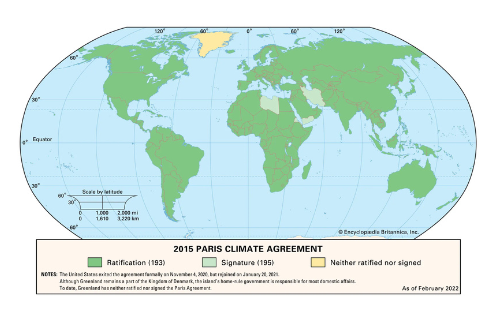 120° 60° 0° 60° 120°
60°
30°
Equator
0° 0°
30° 30°
Scale by latitude
60°
30°
0°
0 1,000 2,000 mi
0 1,610 3,220 km
60°
© Encyclopædia Britannica, Inc.
2015 PARIS CLIMATE AGREEMENT
Ratification (193) Signature (195) Neither ratified nor signed
NOTES: The United States exited the agreement formally on November 4, 2020, but rejoined on January 20, 2021.
Although Greenland remains a part of the Kingdom of Denmark, the island's home-rule government is responsible for most domestic affairs.
To date, Greenland has neither ratified nor signed the Paris Agreement.
As of February 2022